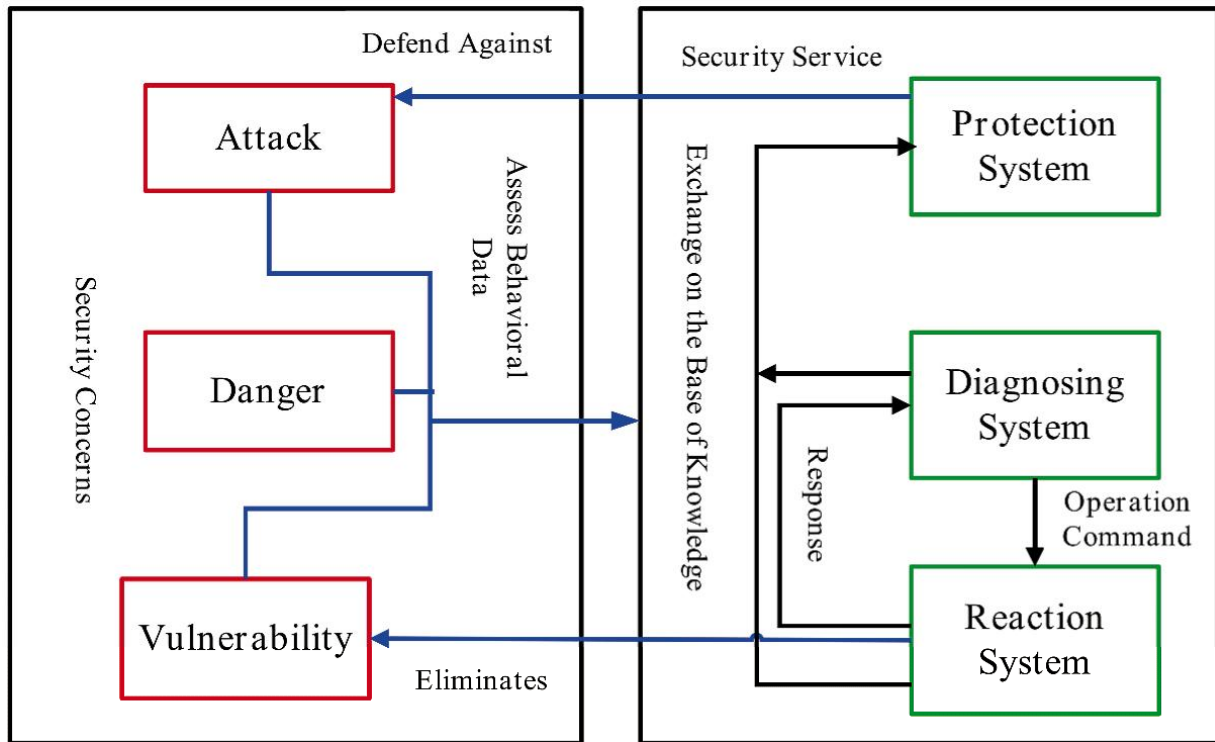 Defend Against
Security Service
Attack
Protection
System
Assess Behavioral
Data
Exchange on the Base of Knowledge
Security Concerns
Danger
Diagnosing
System
Response
Operation
Command
Vulnerability
Reaction
System
Eliminates